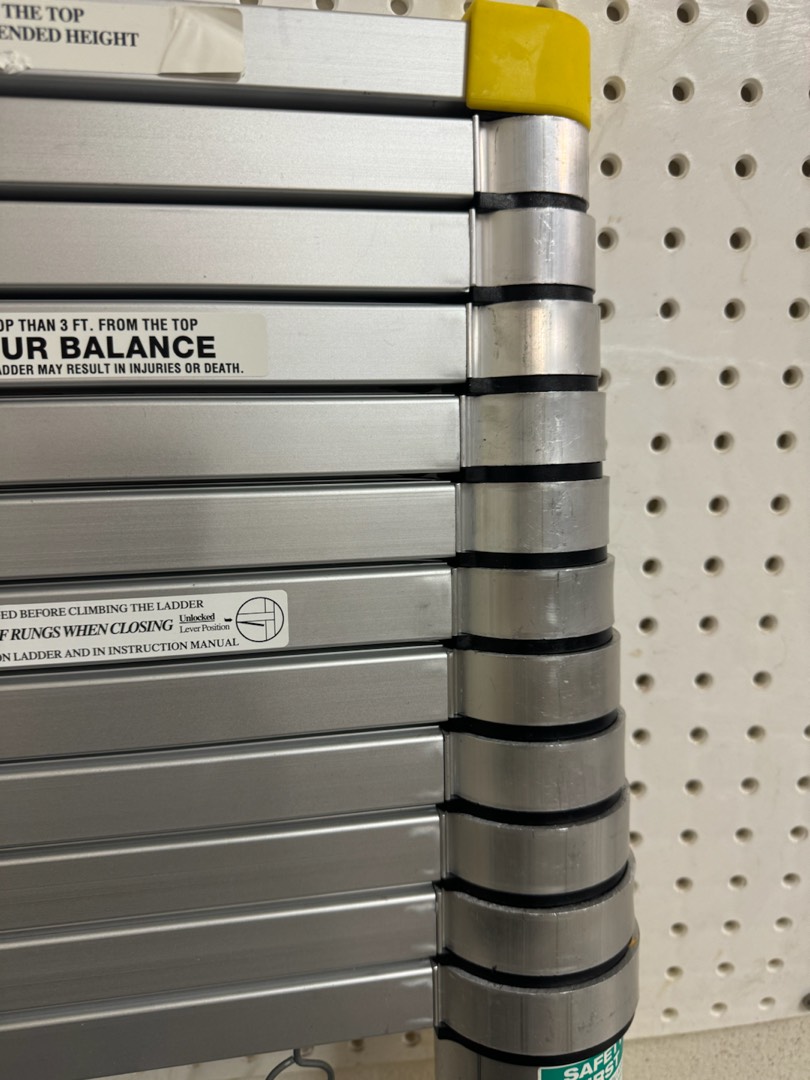 THE TOP
ENDED HEIGHT
OP THAN 3 FT. FROM THE TOP
UR BALANCE
ADDER MAY RESULT IN INJURIES OR DEATH.
ED BEFORE CLIMBING THE LADDER
F RUNGS WHEN CLOSING Unlocked
Lever Position
ON LADDER AND IN INSTRUCTION MANUAL
SAFETY